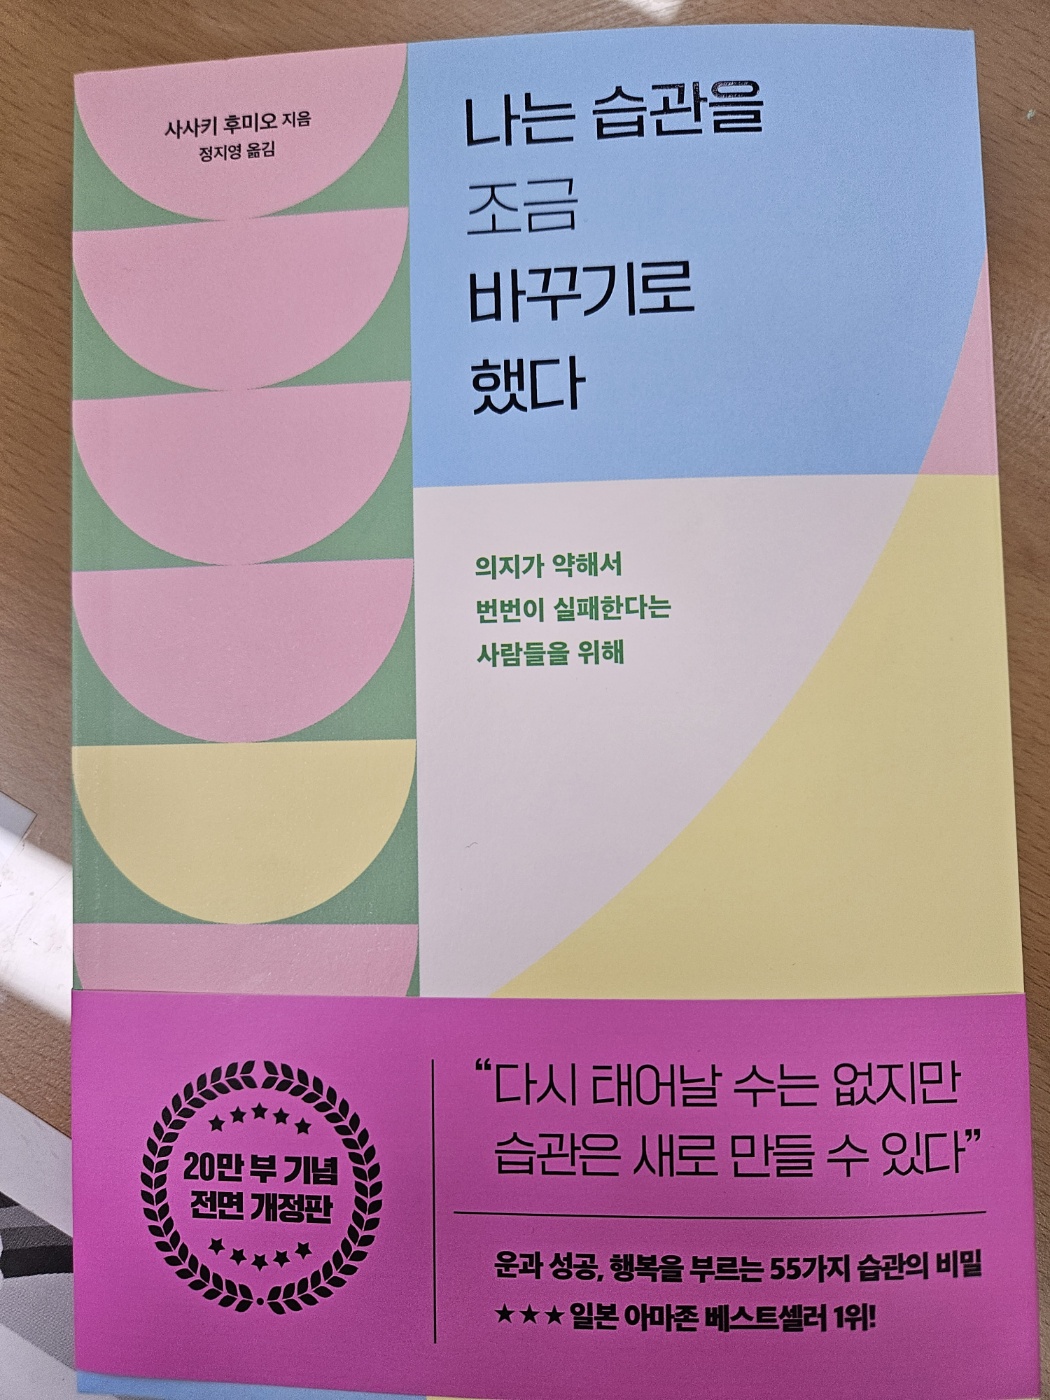 사사키 후미오 지음
정지영 옮김
나는 습관을
조금
바꾸기로
했다
의지가 약해서
번번이 실패한다는
사람들을 위해
20만 부 기념
전면 개정판
“다시 태어날 수는 없지만
습관은 새로 만들 수 있다”
운과 성공, 행복을 부르는 55가지 습관의 비밀
★★★일본 아마존 베스트셀러 1위!